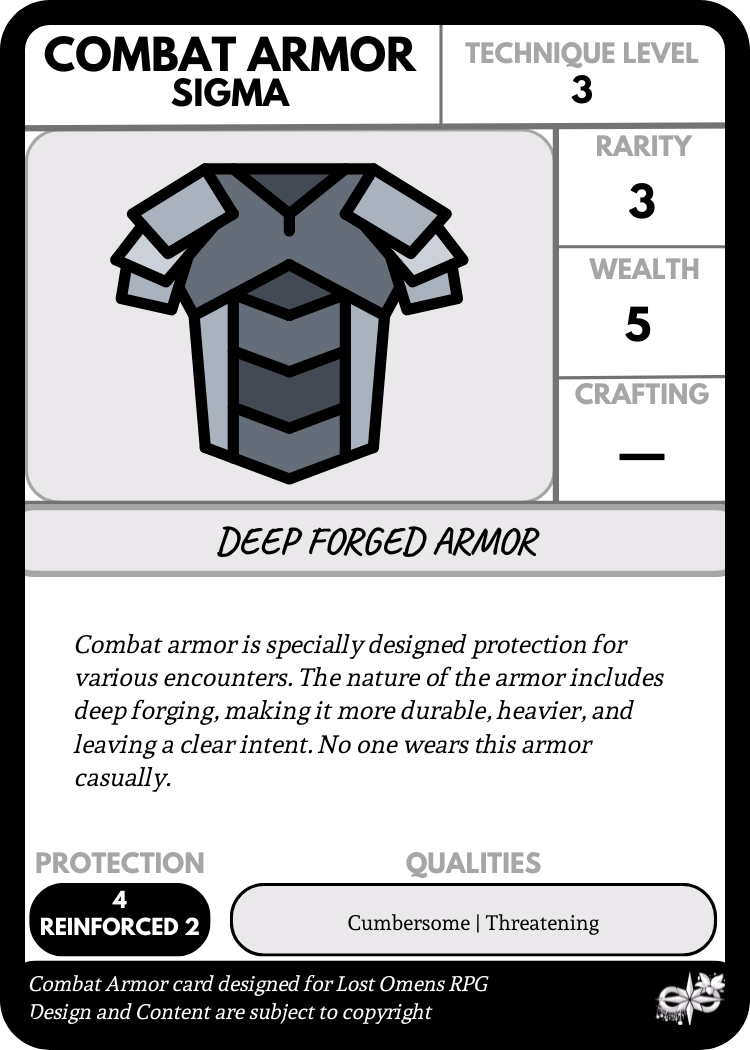 COMBAT ARMOR
SIGMA
TECHNIQUE LEVEL
3
RARITY
3
WEALTH
5
CRAFTING
—
DEEP FORGED ARMOR
Combat armor is specially designed protection for
various encounters. The nature of the armor includes
deep forging, making it more durable, heavier, and
leaving a clear intent. No one wears this armor
casually.
PROTECTION
4
REINFORCED 2
QUALITIES
Cumbersome | Threatening
Combat Armor card designed for Lost Omens RPG
Design and Content are subject to copyright